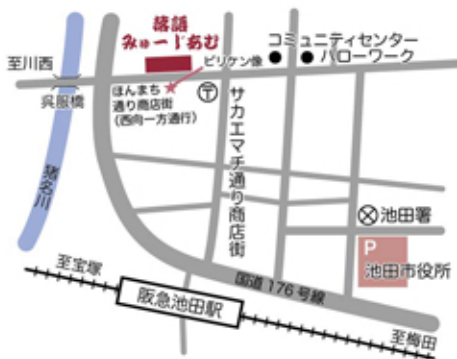 落語
みゅーじあむ
コミュニティセンター
ハローワーク
至川西
ビリケン像
呉服橋
ほんまち
通り商店街
(西向一方通行)
〒
サカエマチ通り商店街
猪名川
池田署
P
池田市役所
国道176号線
至宝塚
阪急池田駅
至梅田